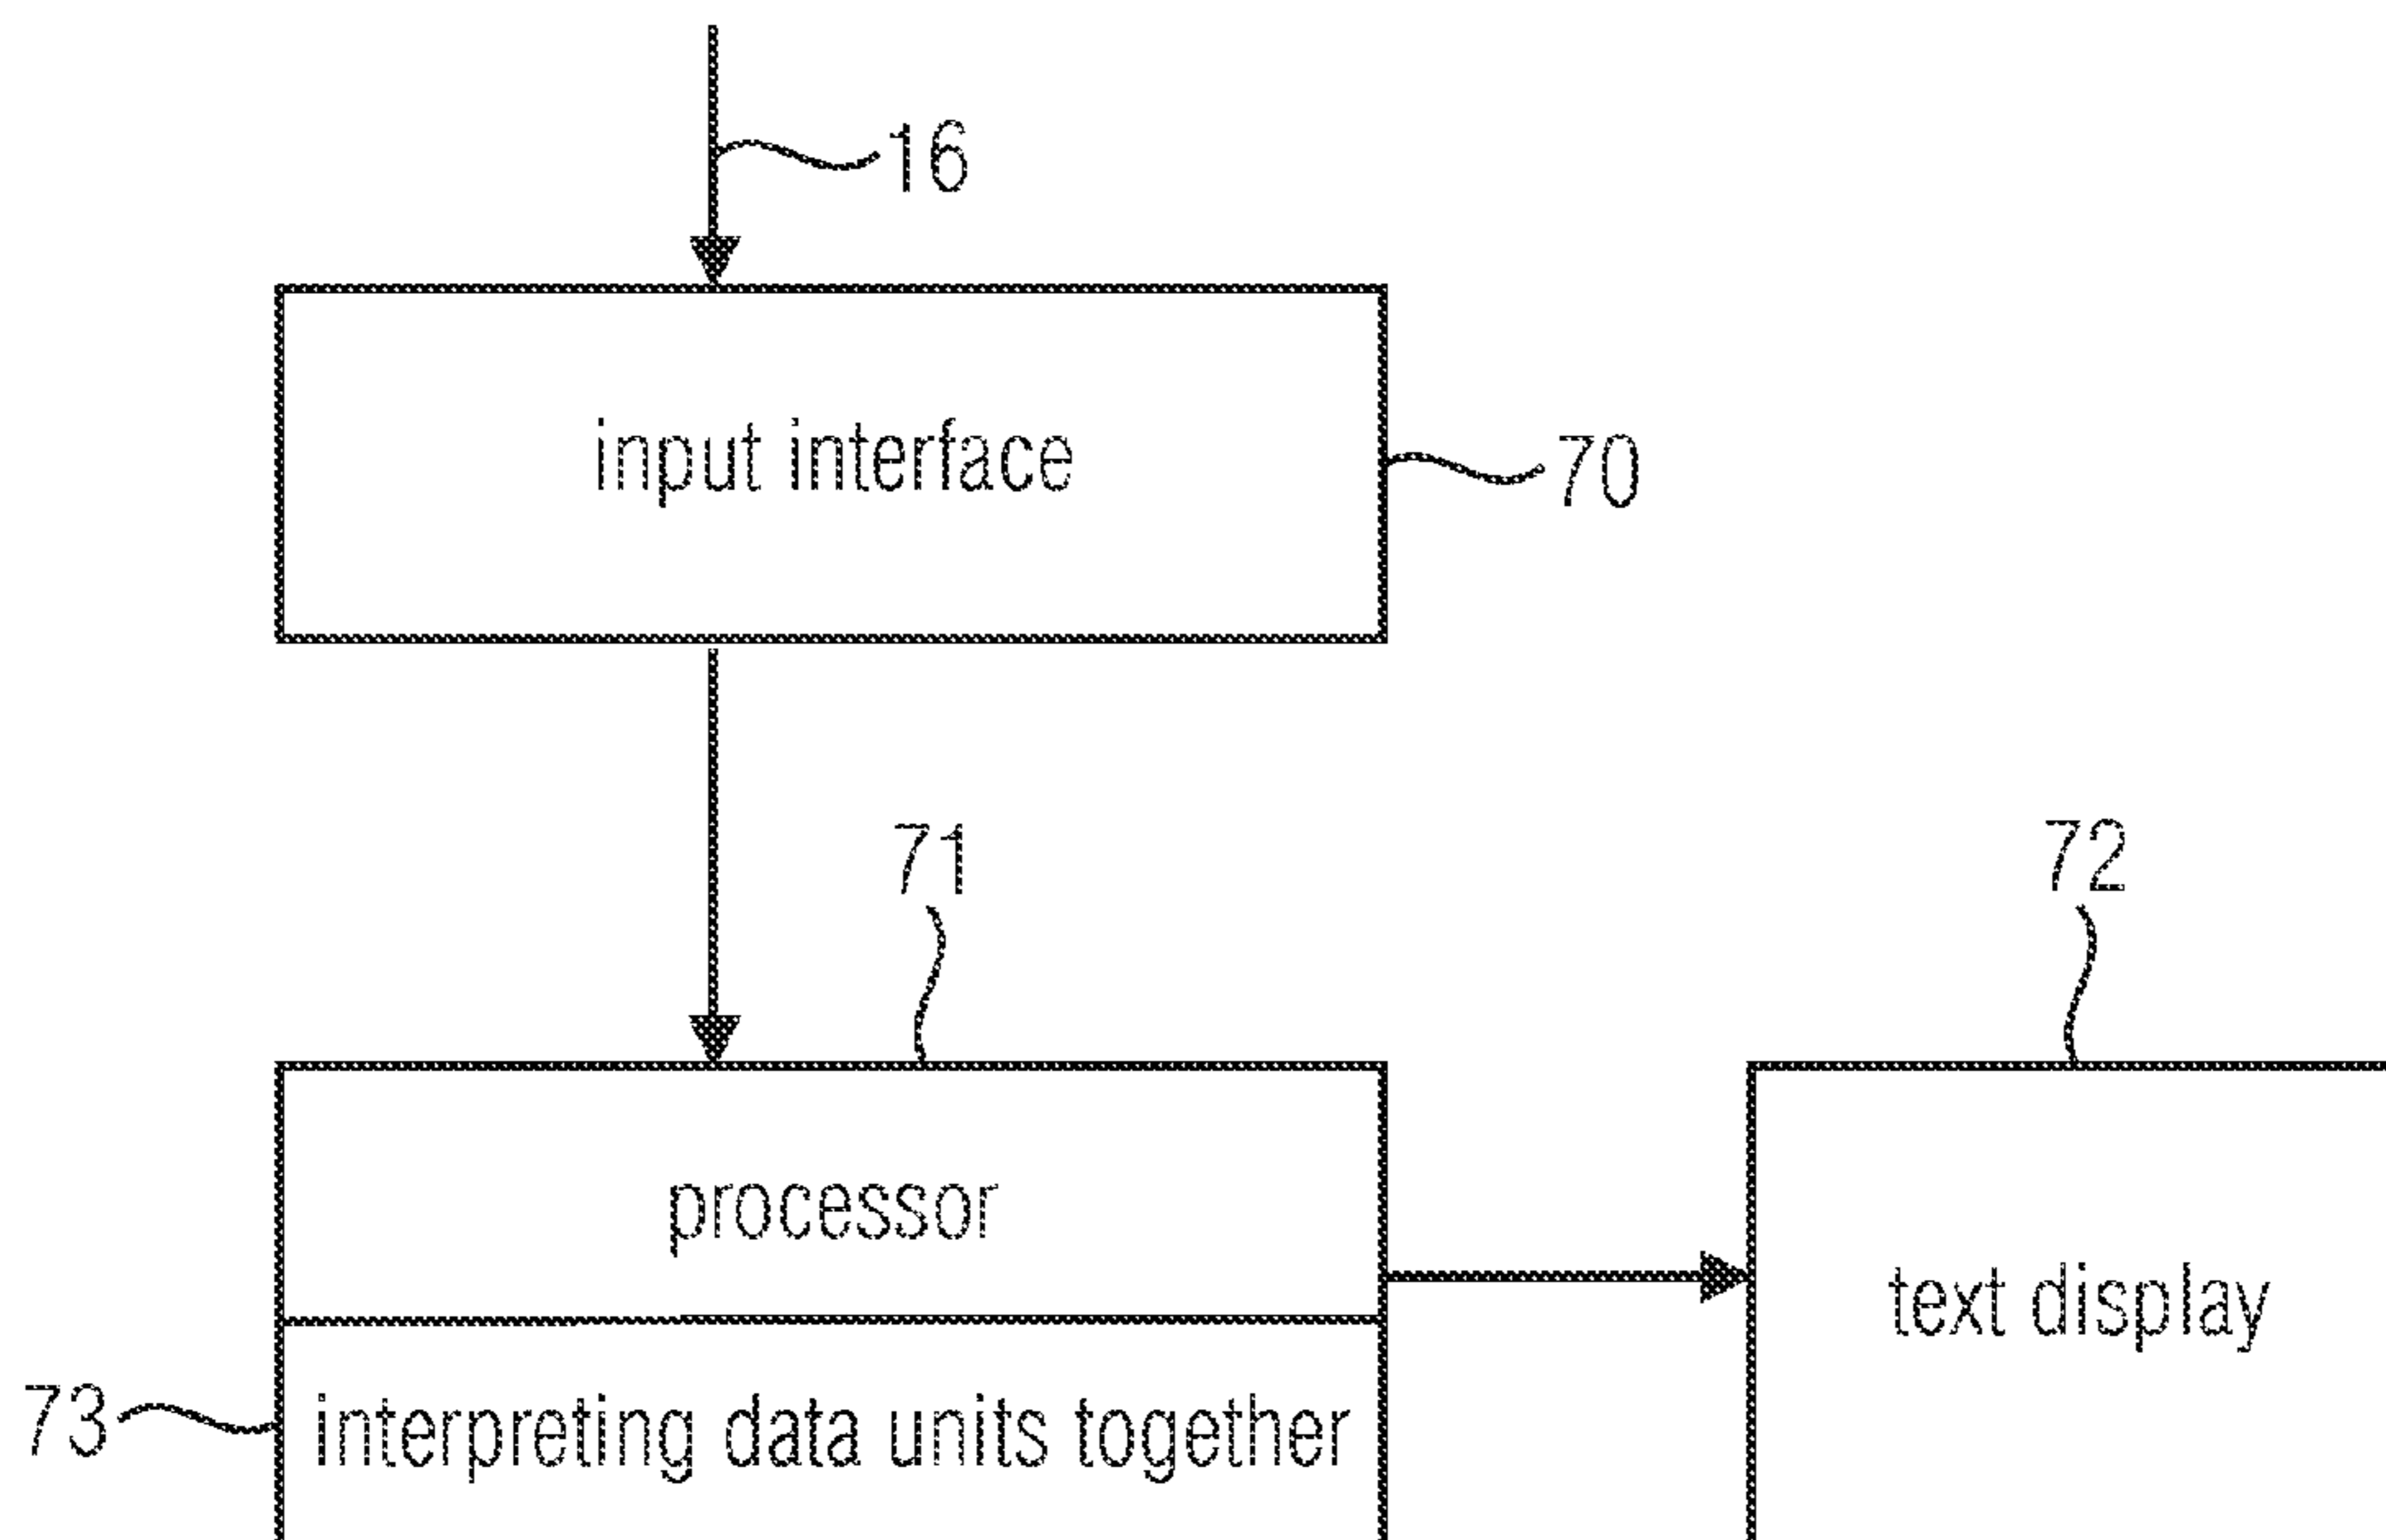 16
input interface
70
71
72
processor
text display
73
interpreting data units together